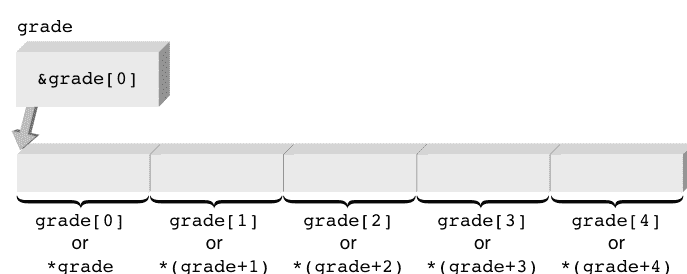 grade
&grade[0]
grade[0] grade[1] grade[2] grade[3] grade[4]
or or or or or
*grade *(grade+1) *(grade+2) *(grade+3) *(grade+4)